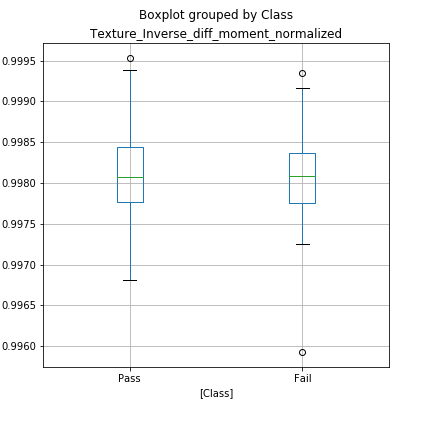 Boxplot grouped by Class
Texture_Inverse_diff_moment_normalized
0.9995
0.9990
0.9985
0.9980
0.9975
0.9970
0.9965
0.9960
Pass Fail
[Class]